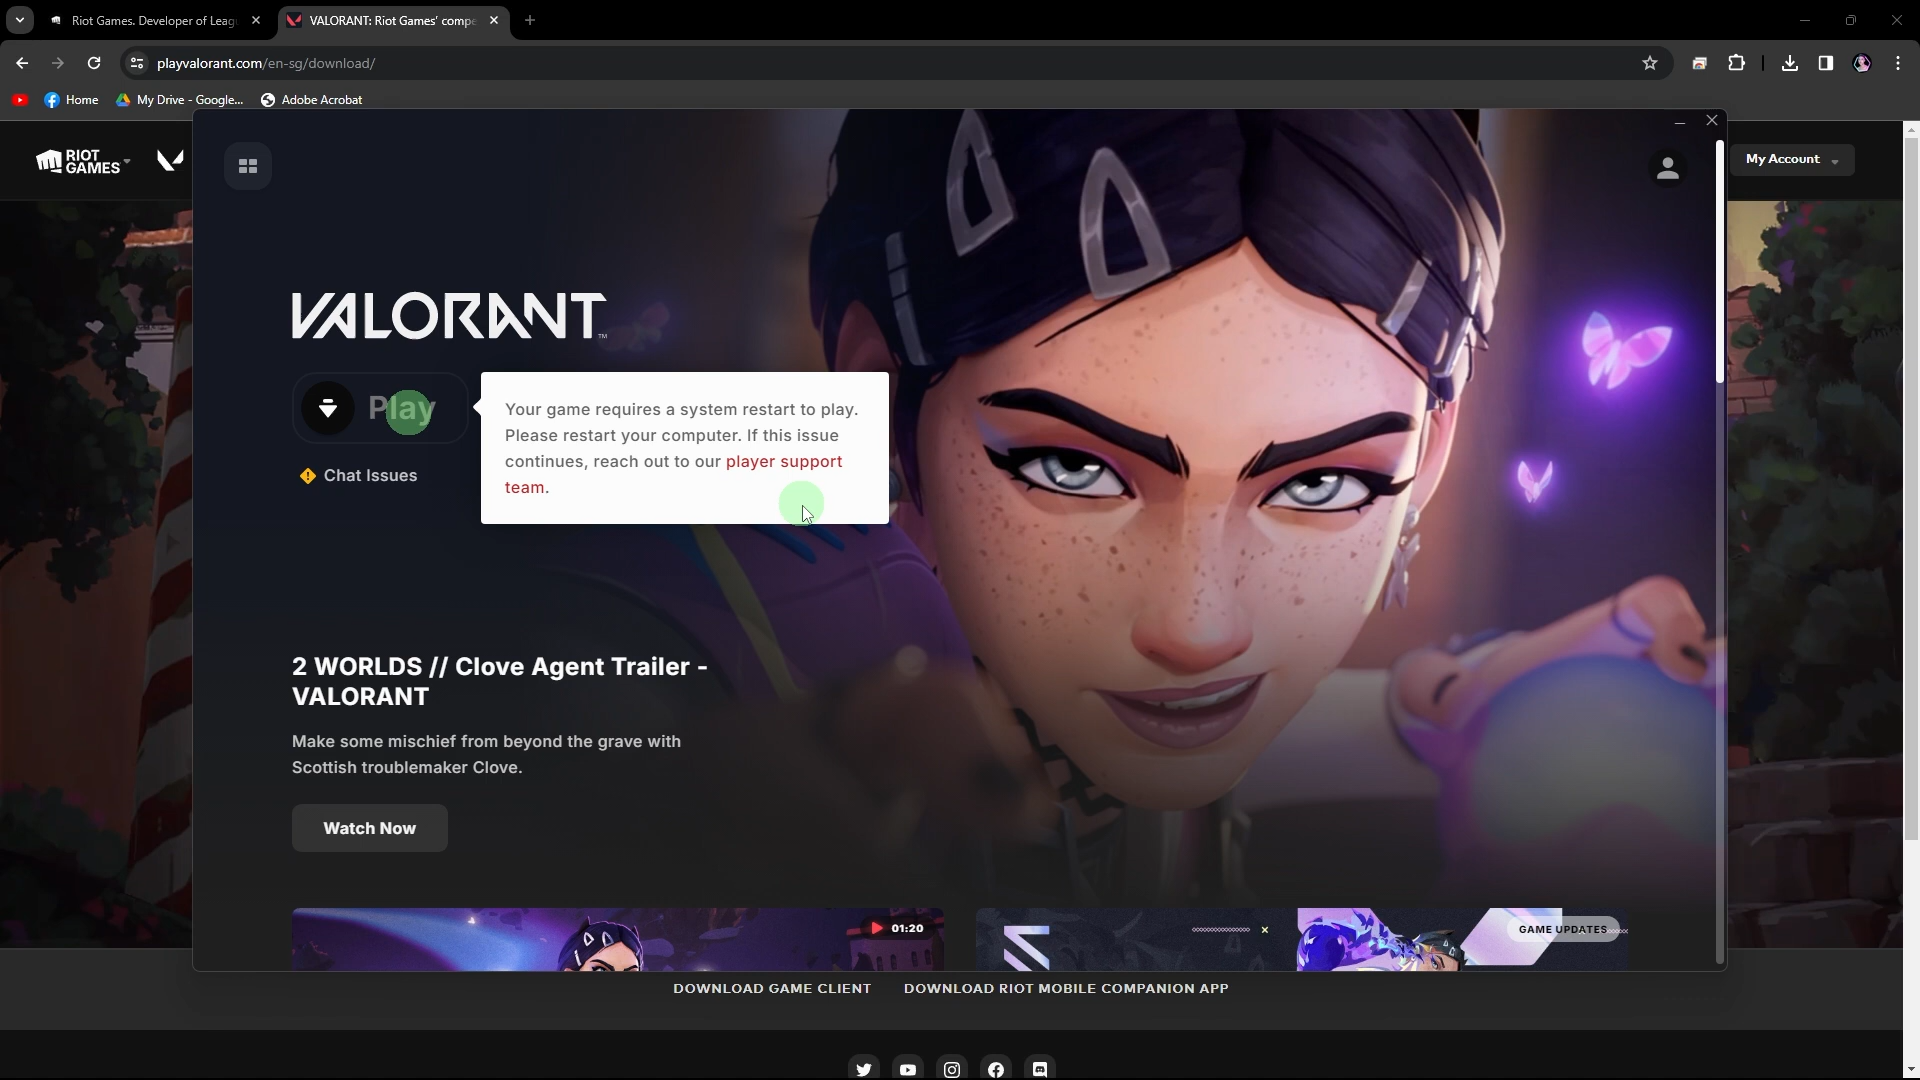 Riot Games. Developer of Leag
VALORANT: Riot Games' compe
playvalorant.com/en-sg/download/
Home
My Drive - Google...
Adobe Acrobat
RIOT
GAMES
My Account
VALORANT™
Play
Your game requires a system restart to play.
Please restart your computer. If this issue
continues, reach out to our player support
team.
Chat Issues
2 WORLDS // Clove Agent Trailer -
VALORANT
Make some mischief from beyond the grave with
Scottish troublemaker Clove.
Watch Now
01:20
GAME UPDATES
DOWNLOAD GAME CLIENT
DOWNLOAD RIOT MOBILE COMPANION APP